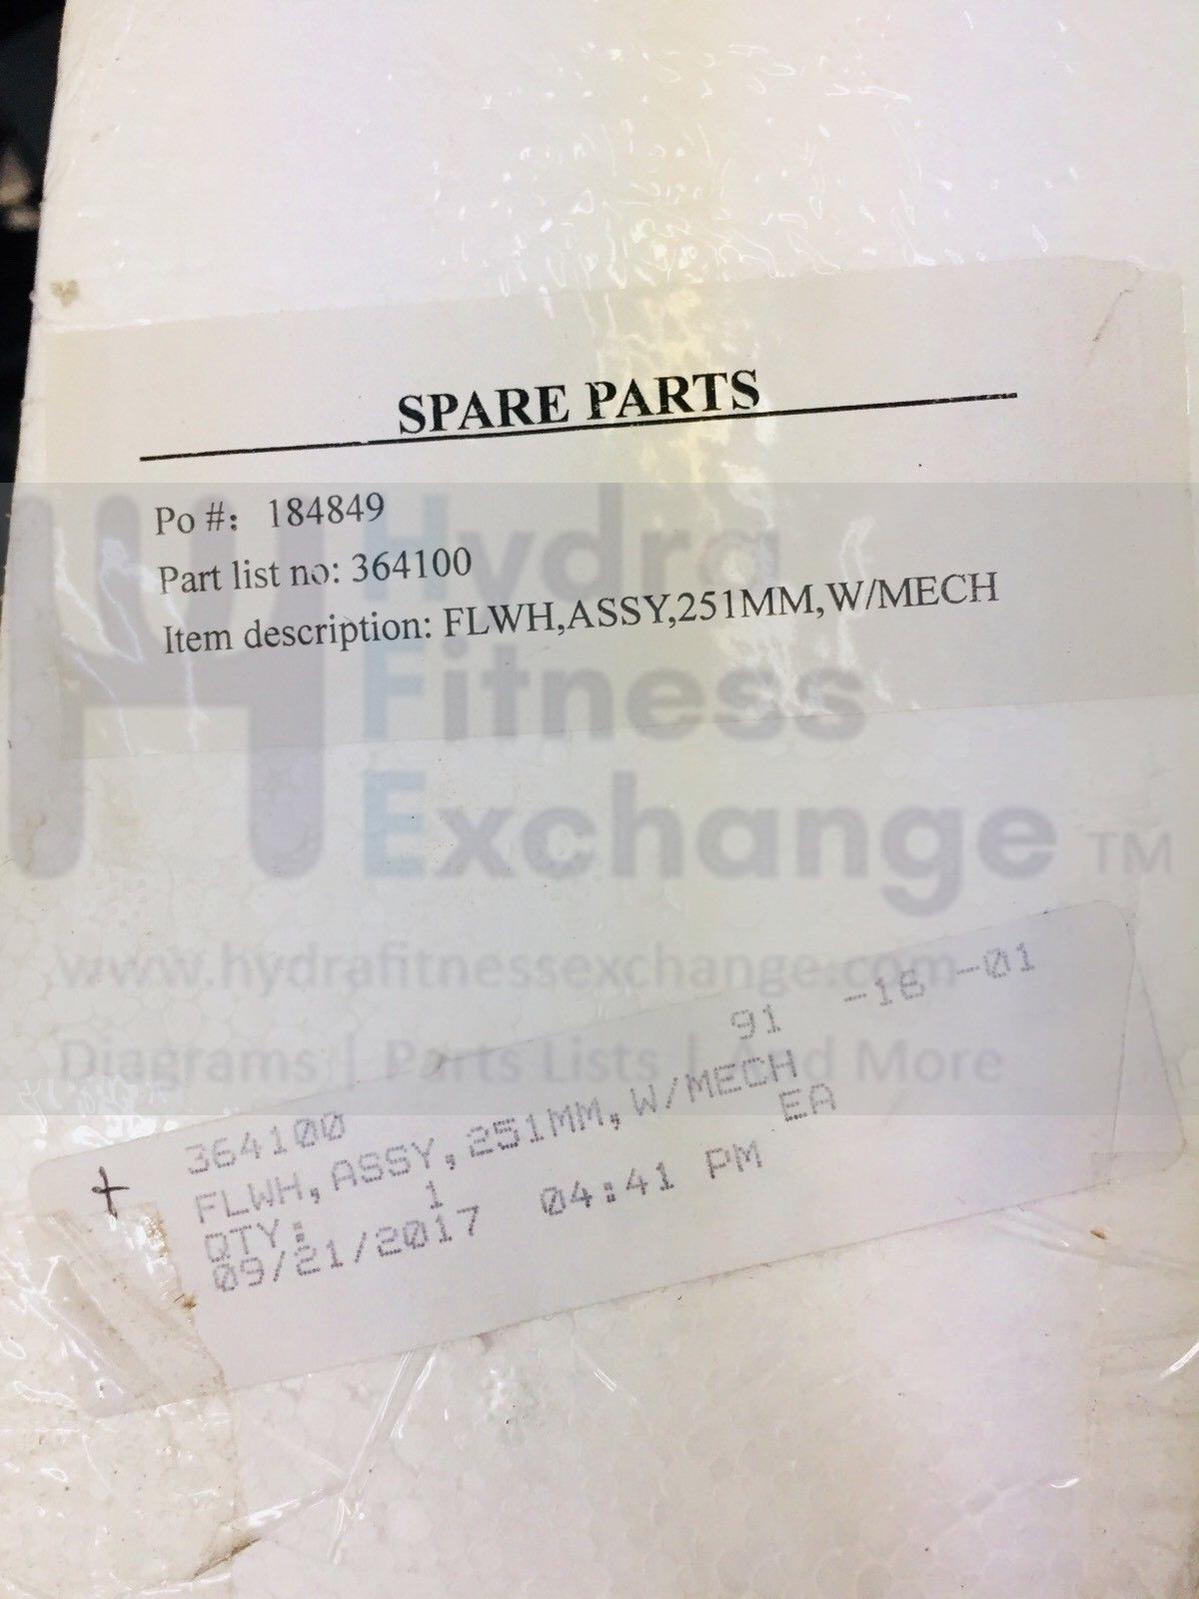 SPARE PARTS
Po #: 184849
Part list no: 364100
Item description: FLWH,ASSY,251MM,W/MECH
Hydra
Fitness
Exchange TM
www.hydrafitnessexchange.com
Diagrams | Parts Lists | And More
91 -16 -01
364100
FLWH,ASSY,251MM,W/MECH
QTY: 1 EA
09/21/2017 04:41 PM